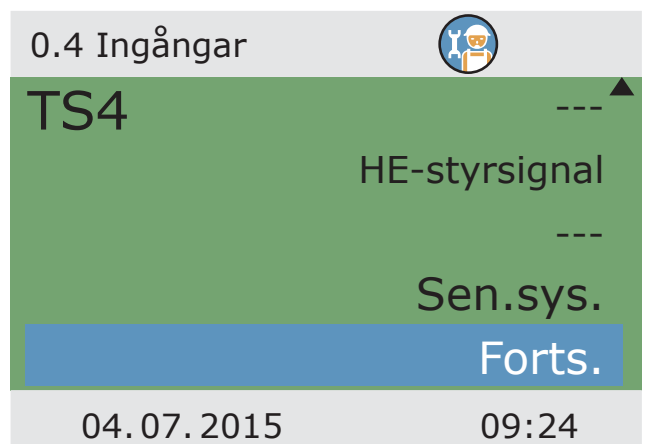 0.4 Ingångar
TS4 ---
HE-styrsignal
---
Sen.sys.
Forts.
04.07.2015 09:24